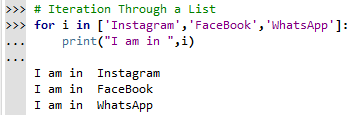 >>> # Iteration Through a List
>>> for i in ['Instagram','FaceBook','WhatsApp']:
...     print("I am in ",i)
...
    I am in  Instagram
    I am in  FaceBook
    I am in  WhatsApp